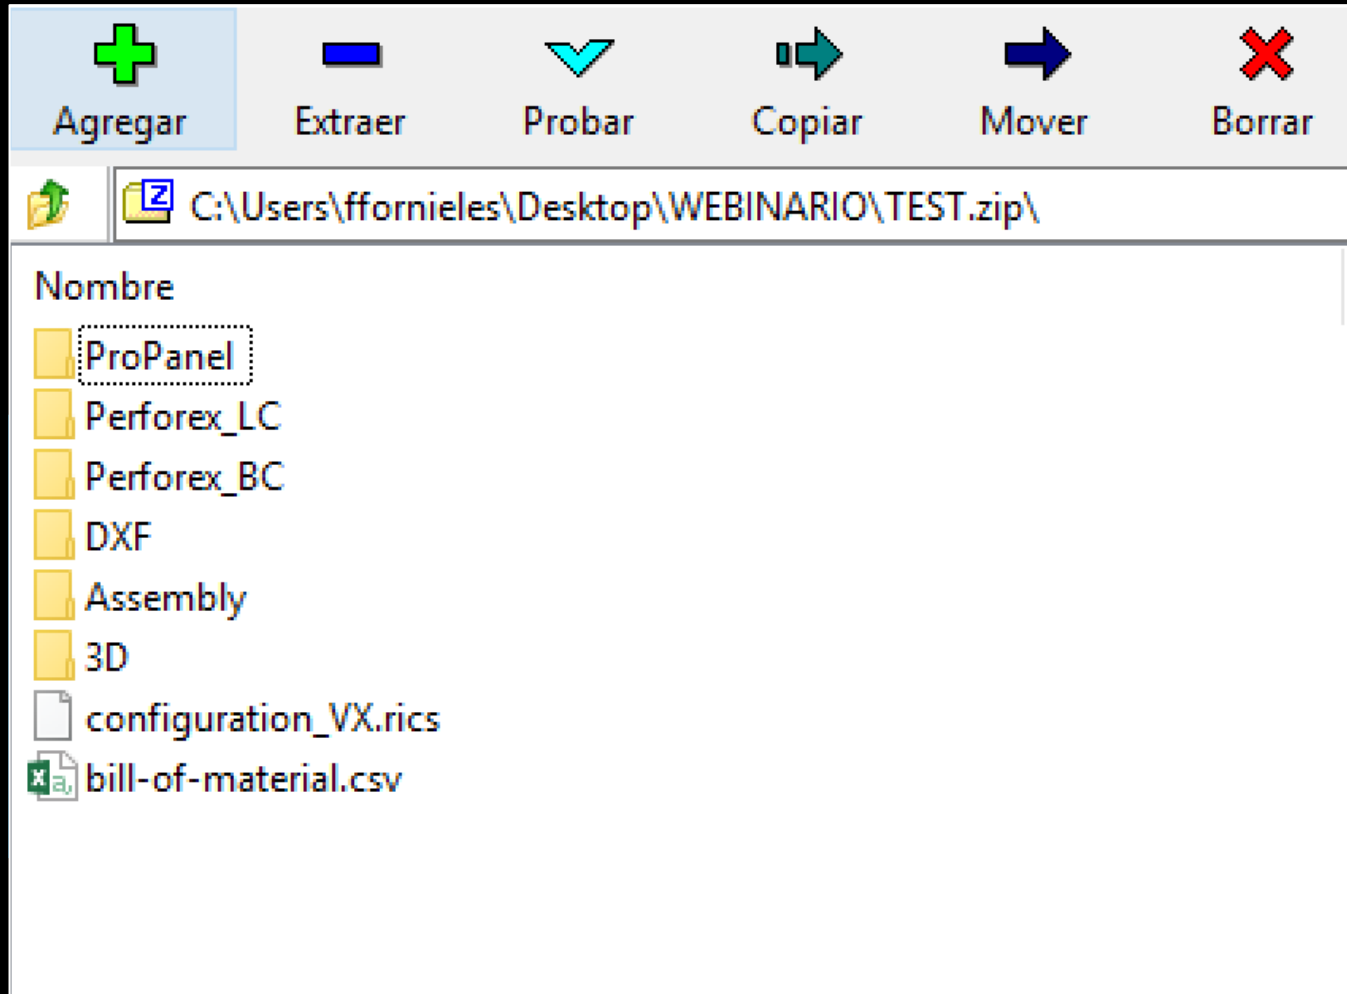 Agregar Extraer Probar Copiar Mover Borrar
C:\Users\ffornieles\Desktop\WEBINARIO\TEST.zip\
Nombre
ProPanel
Perforex_LC
Perforex_BC
DXF
Assembly
3D
configuration_VX.rics
bill-of-material.csv